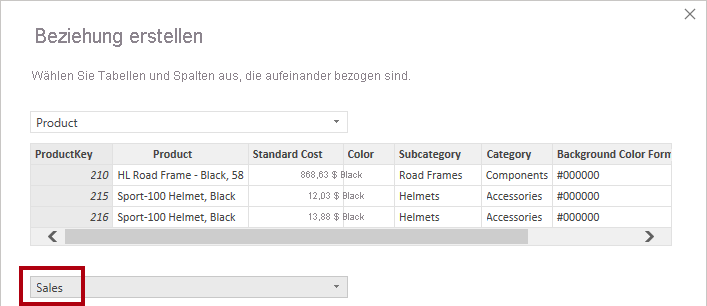 Beziehung erstellen
Wählen Sie Tabellen und Spalten aus, die aufeinander bezogen sind.
Product
ProductKey Product Standard Cost Color Subcategory Category Background Color Form
210 HL Road Frame - Black, 58 868,63 $ Black Road Frames Components #000000
215 Sport-100 Helmet, Black 12,03 $ Black Helmets Accessories #000000
216 Sport-100 Helmet, Black 13,88 $ Black Helmets Accessories #000000
Sales